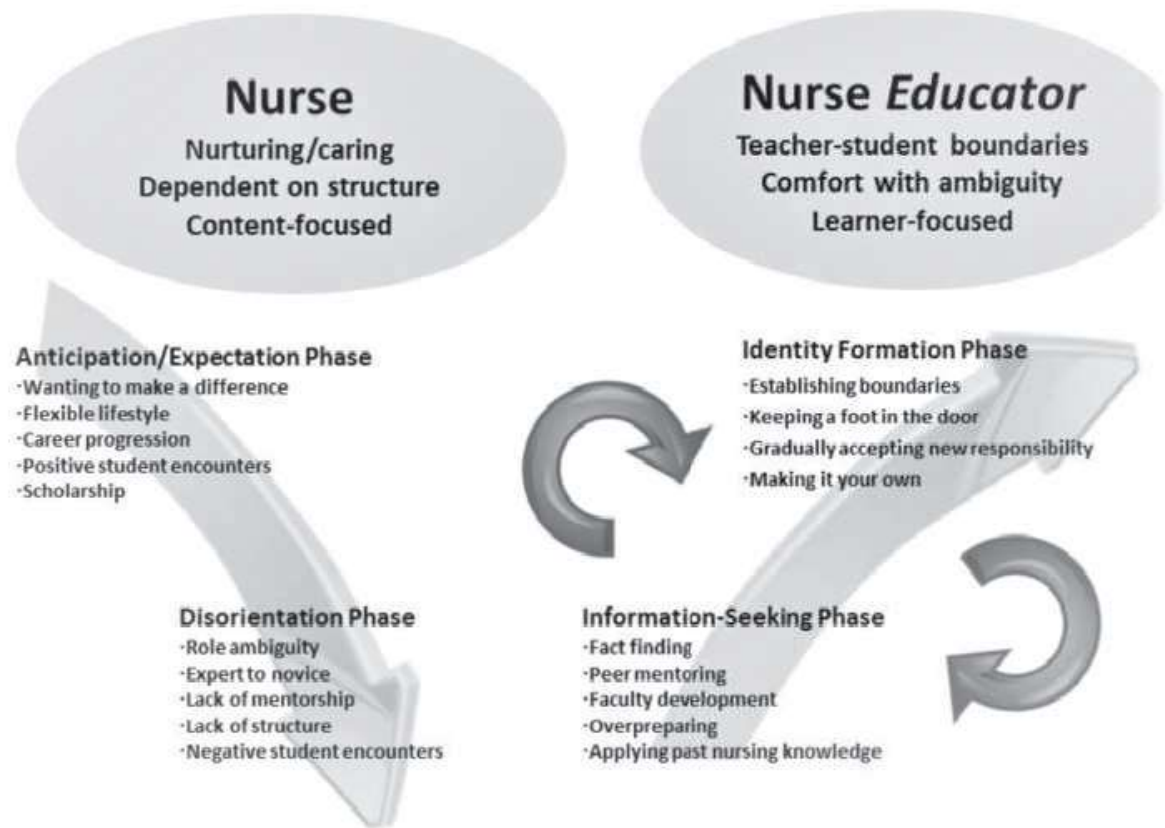 Nurse
Nurturing/caring
Dependent on structure
Content-focused
Nurse Educator
Teacher-student boundaries
Comfort with ambiguity
Learner-focused
Anticipation/Expectation Phase
·Wanting to make a difference
·Flexible lifestyle
·Career progression
·Positive student encounters
·Scholarship
Identity Formation Phase
·Establishing boundaries
·Keeping a foot in the door
·Gradually accepting new responsibility
·Making it your own
Disorientation Phase
·Role ambiguity
·Expert to novice
·Lack of mentorship
·Lack of structure
·Negative student encounters
Information-Seeking Phase
·Fact finding
·Peer mentoring
·Faculty development
·Overpreparing
·Applying past nursing knowledge